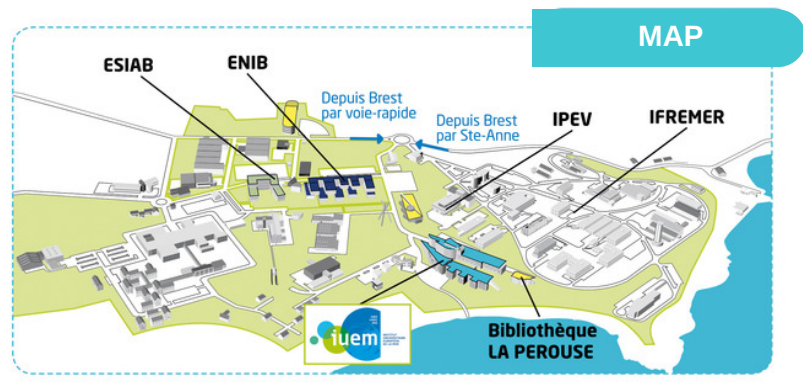 MAP
ESIAB
ENIB
Depuis Brest
par voie-rapide
Depuis Brest
par Ste-Anne
IPEV
IFREMER
iuem
Bibliothèque
LA PEROUSE